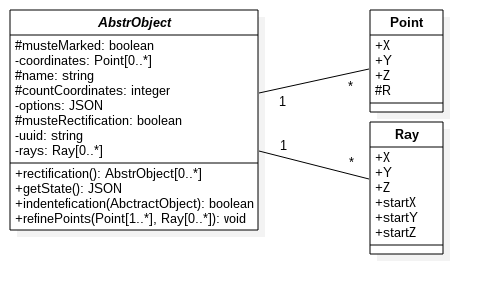 AbstrObject
#musteMarked: boolean
-coordinates: Point[0..*]
#name: string
#countCoordinates: integer
-options: JSON
#musteRectification: boolean
-uuid: string
-rays: Ray[0..*]
+rectification(): AbstrObject[0..*]
+getState(): JSON
+indentefication(AbctractObject): boolean
+refinePoints(Point[1..*], Ray[0..*]): void
1
*
1
*
Point
+X
+Y
+Z
#R
Ray
+X
+Y
+Z
+startX
+startY
+startZ